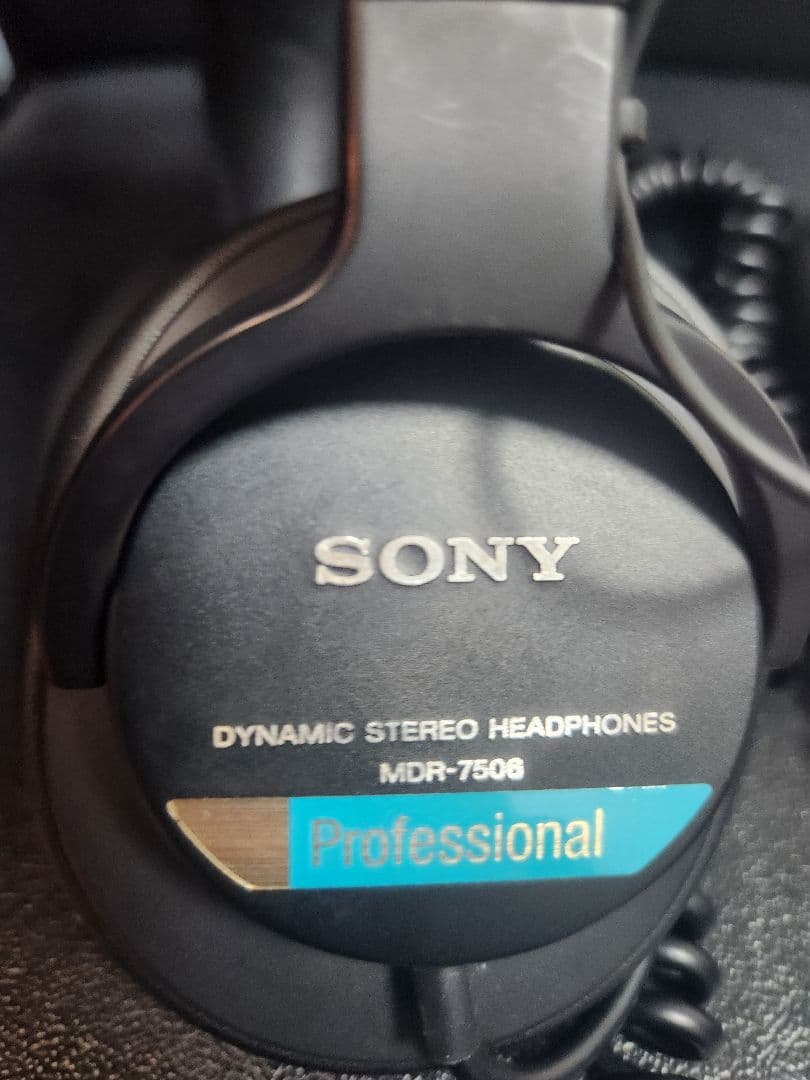 SONY
DYNAMIC STEREO HEADPHONES
MDR-7506
Professional